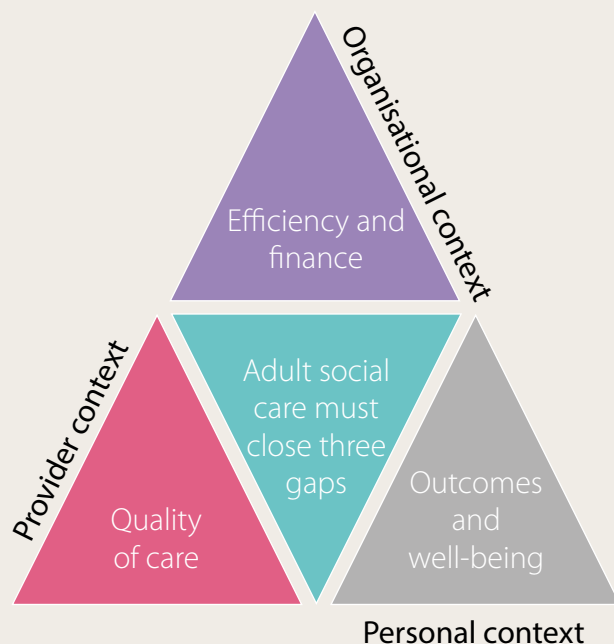 Organisational context
Efficiency and
finance
Provider context
Adult social
care must
close three
gaps
Quality
of care
Outcomes
and
well-being
Personal context